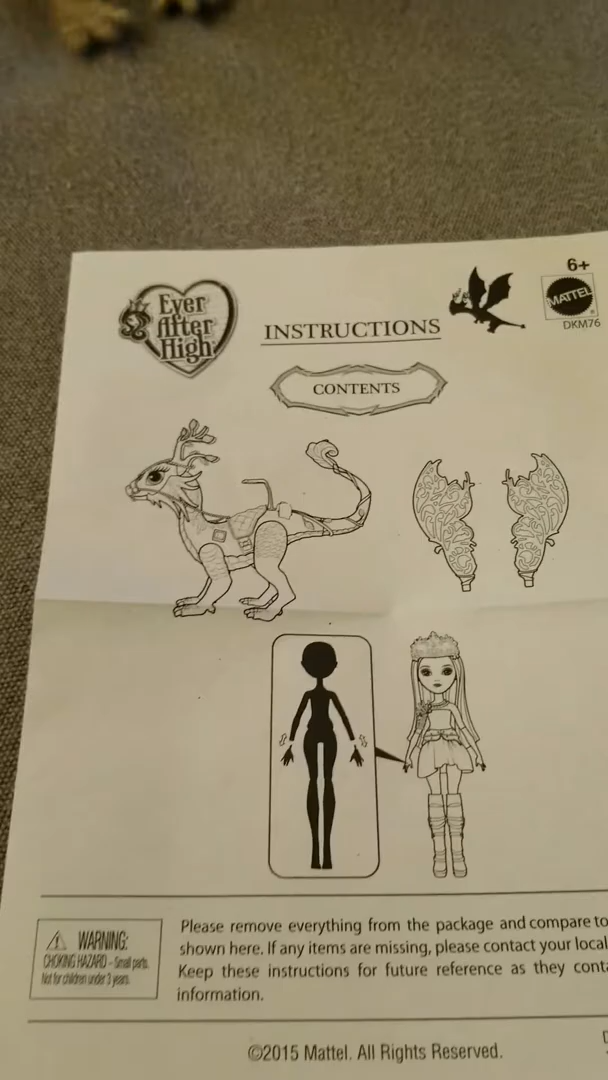 6+
Ever
After
High
INSTRUCTIONS
MATTEL
DKM76
CONTENTS
WARNING:
CHOKING HAZARD - Small parts.
Not for children under 3 years.
Please remove everything from the package and compare to
shown here. If any items are missing, please contact your local
Keep these instructions for future reference as they
information.
©2015 Mattel. All Rights Reserved.